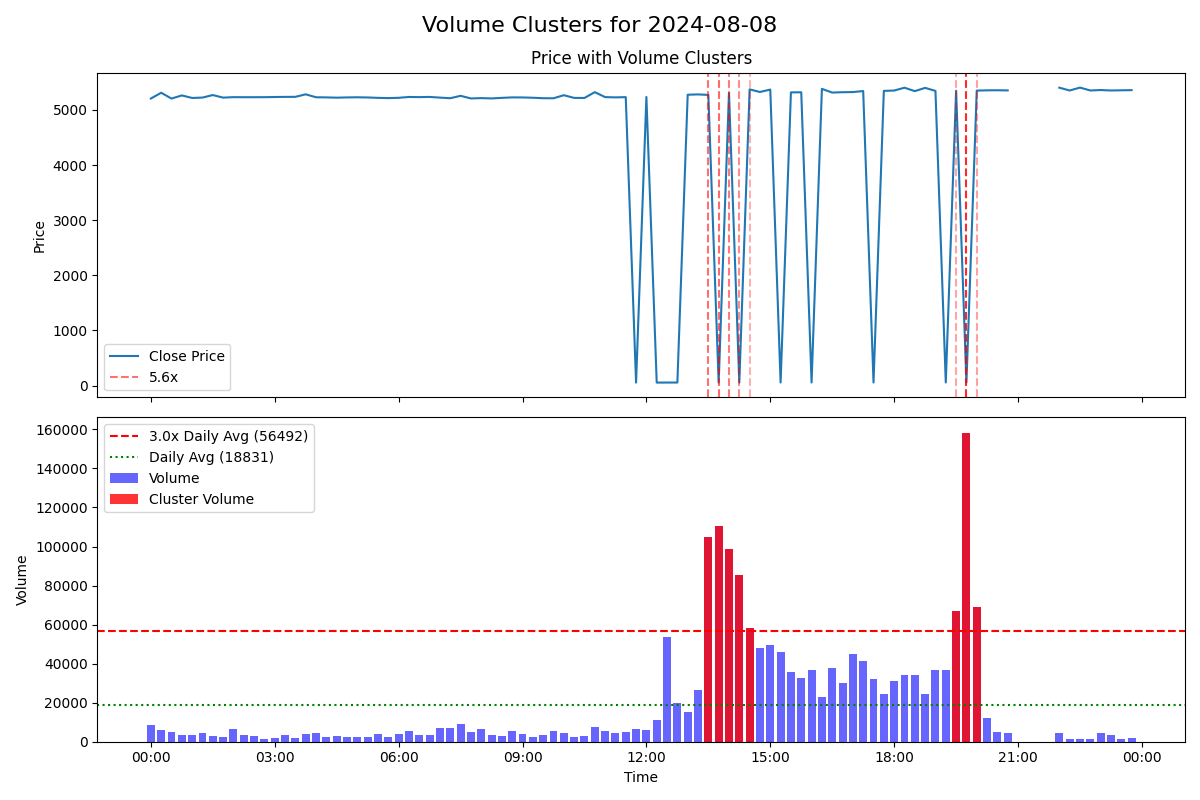 Volume Clusters for 2024-08-08
Price with Volume Clusters
5000
4000
3000
2000
1000
0
Price
Close Price
5.6x
160000
140000
120000
100000
80000
60000
40000
20000
0
Volume
3.0x Daily Avg (56492)
Daily Avg (18831)
Volume
Cluster Volume
00:00 03:00 06:00 09:00 12:00 15:00 18:00 21:00 00:00
Time